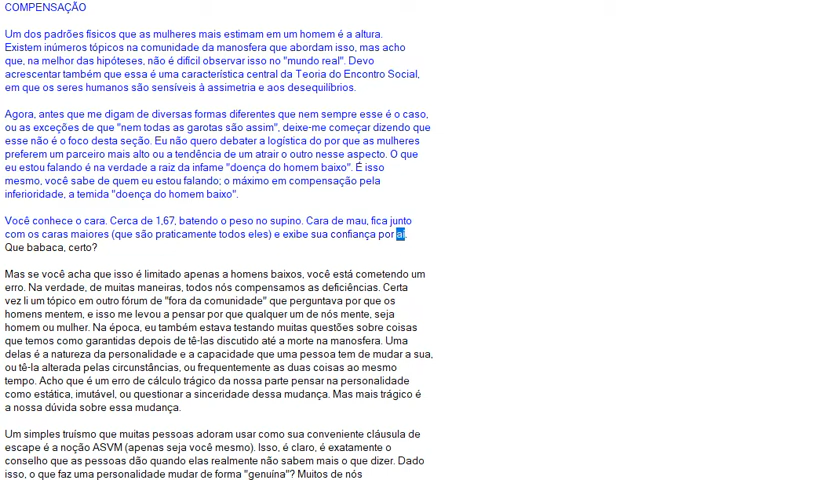 COMPENSAÇÃO
Um dos padrões físicos que as mulheres mais estimam em um homem é a altura.
Existem inúmeros tópicos na comunidade da manosfera que abordam isso, mas acho
que, na melhor das hipóteses, não é difícil observar isso no "mundo real". Devo
acrescentar também que essa é uma característica central da Teoria do Encontro Social,
em que os seres humanos são sensíveis à assimetria e aos desequilíbrios.
Agora, antes que me digam de diversas formas diferentes que nem sempre esse é o caso,
ou as exceções de que "nem todas as garotas são assim", deixe-me começar dizendo que
esse não é o foco desta seção. Eu não quero debater a logística do por que as mulheres
preferem um parceiro mais alto ou a tendência de um atrair o outro nesse aspecto. O que
eu estou falando é na verdade a raiz da infame "doença do homem baixo". É isso
mesmo, você sabe de quem eu estou falando; o máximo em compensação pela
inferioridade, a temida "doença do homem baixo".
Você conhece o cara. Cerca de 1,67, batendo o peso no supino. Cara de mau, fica junto
com os caras maiores (que são praticamente todos eles) e exibe sua confiança por aí.
Que babaca, certo?
Mas se você acha que isso é limitado apenas a homens baixos, você está cometendo um
erro. Na verdade, de muitas maneiras, todos nós compensamos as deficiências. Certa
vez li um tópico em outro fórum de "fora da comunidade" que perguntava por que os
homens mentem, e isso me levou a pensar por que qualquer um de nós mente, seja
homem ou mulher. Na época, eu também estava testando muitas questões sobre coisas
que temos como garantidas depois de tê-las discutido até a morte na manosfera. Uma
delas é a natureza da personalidade e a capacidade que uma pessoa tem de mudar a sua,
ou tê-la alterada pelas circunstâncias, ou frequentemente as duas coisas ao mesmo
tempo. Acho que é um erro de cálculo trágico da nossa parte pensar na personalidade
como estática, imutável, ou questionar a sinceridade dessa mudança. Mas mais trágico é
a nossa dúvida sobre essa mudança.
Um simples truísmo que muitas pessoas adoram usar como sua conveniente cláusula de
escape é a noção ASVM (apenas seja você mesmo). Isso, é claro, é exatamente o
conselho que as pessoas dão quando elas realmente não sabem mais o que dizer. Dado
isso, o que faz uma personalidade mudar de forma "genuína"? Muitos de nós